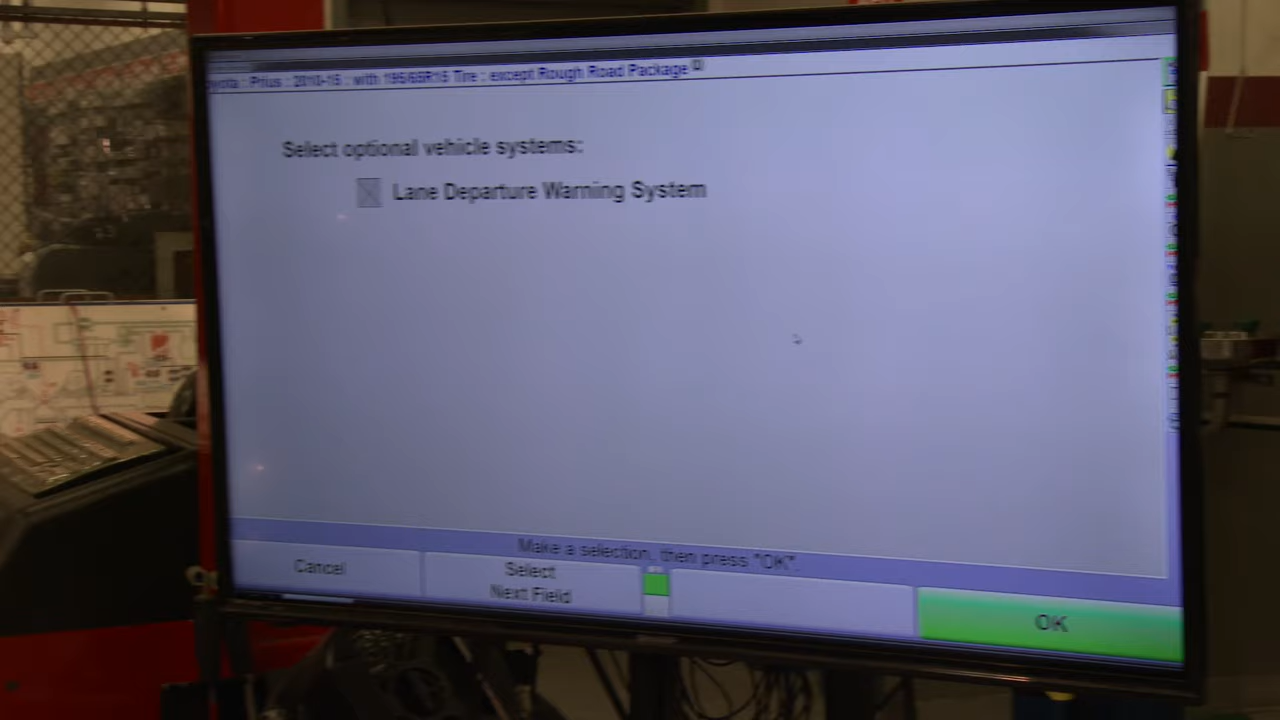 yota : Prius : 2010-15 : with 195/65R15 Tire : except Rough Road Package
Select optional vehicle systems:
Lane Departure Warning System
Make a selection, then press "OK".
Cancel
Select
Next Field
OK